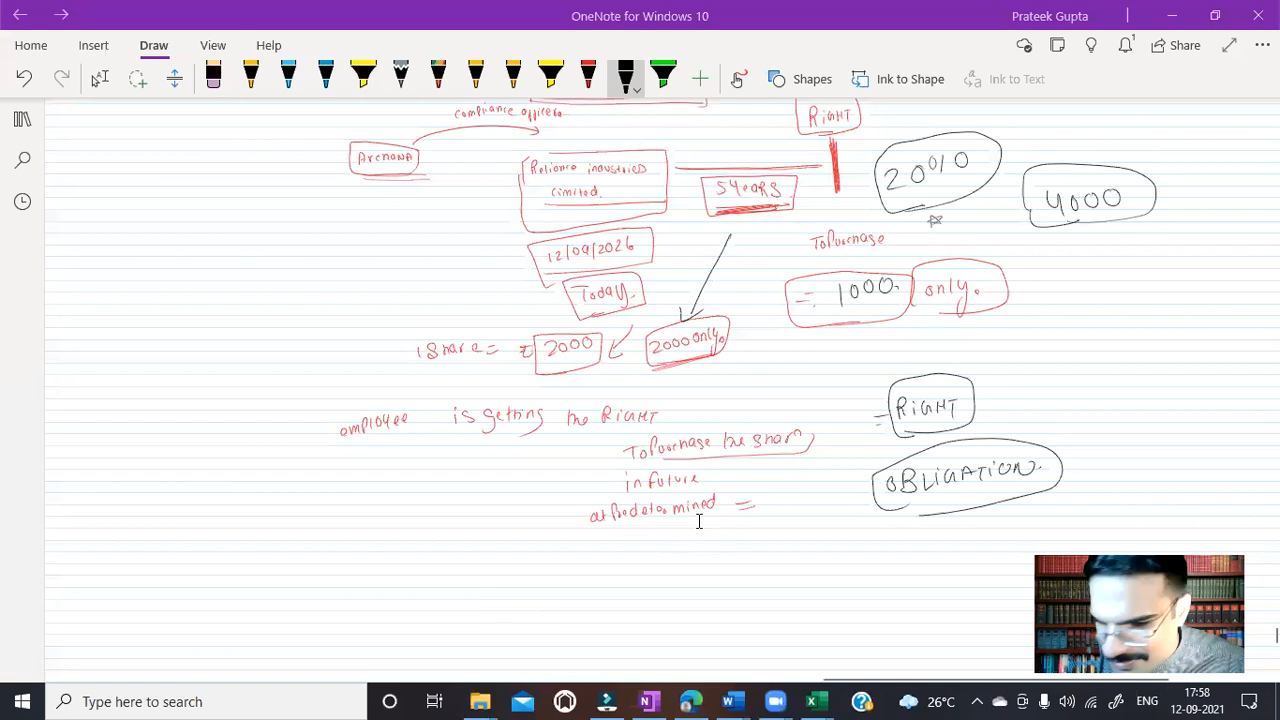 OneNote for Windows 10
Prateek Gupta
Home Insert Draw View Help
Share
Shapes Ink to Shape Ink to Text
compliance officer
RIGHT
Archana
Reliance industries
Limited.
5 years
20%
4000
12/09/2026
To Purchase
Today.
= 1000. only.
1 Share = ₹ 2000
2000 only.
employee is getting the RIGHT
= RIGHT
To Purchase the share
in future
OBLIGATION.
at Predetermined =
Type here to search
26°C
ENG
17:58
12-09-2021